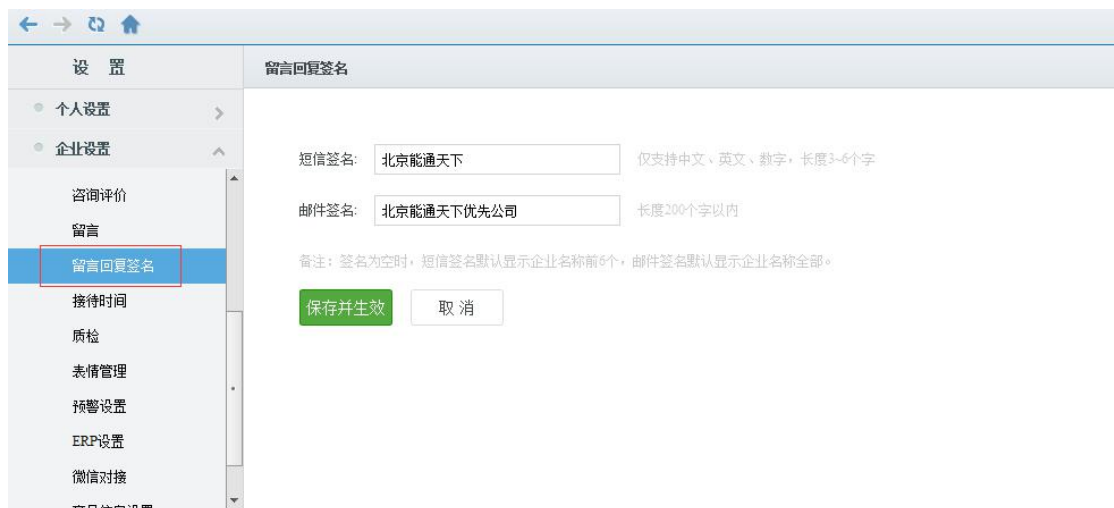 设 置
留言回复签名
个人设置
企业设置
咨询评价
留言
留言回复签名
接待时间
质检
表情管理
预警设置
ERP设置
微信对接
短信签名: 北京能通天下 仅支持中文、英文、数字，长度3~6个字
邮件签名: 北京能通天下优先公司 长度200个字以内
备注：签名为空时，短信签名默认显示企业名称前6个，邮件签名默认显示企业名称全部。
保存并生效 取 消